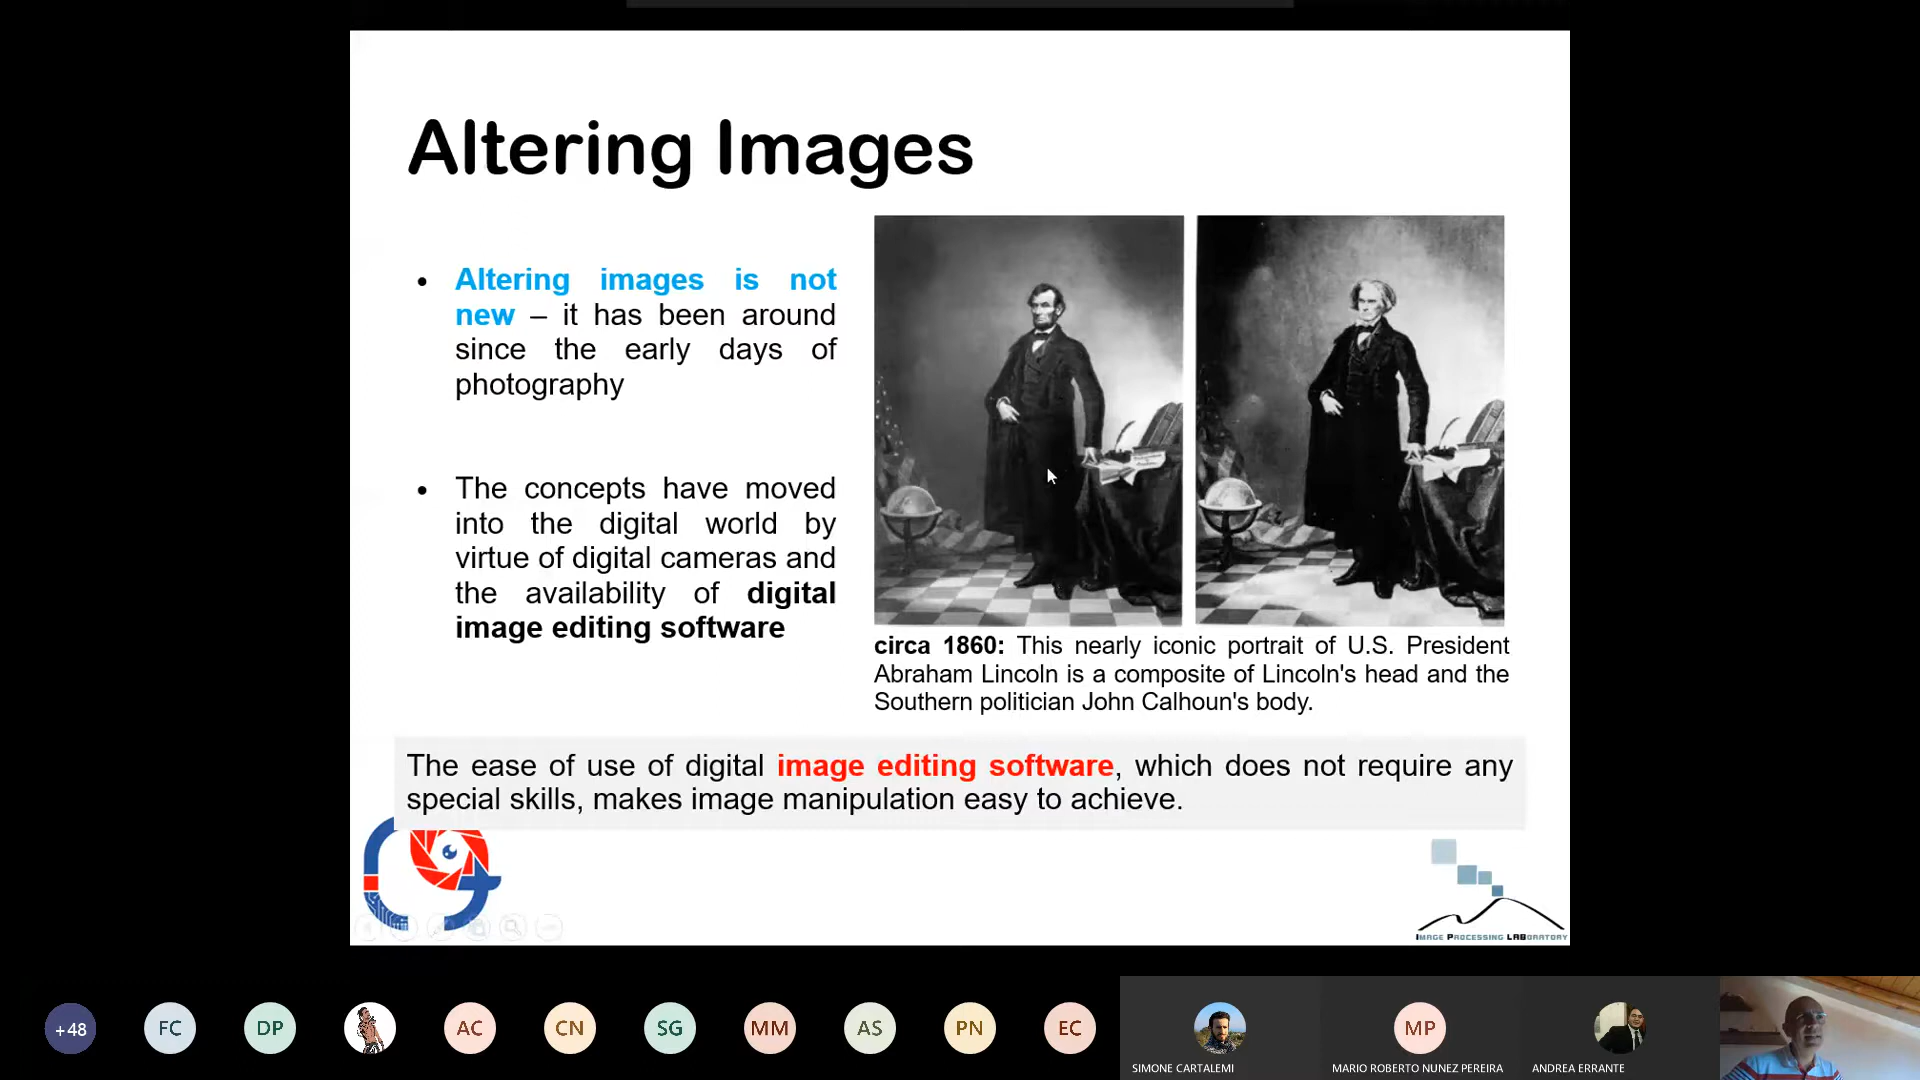 Altering Images
• Altering images is not
new – it has been around
since the early days of
photography
• The concepts have moved
into the digital world by
virtue of digital cameras and
the availability of digital
image editing software
circa 1860: This nearly iconic portrait of U.S. President
Abraham Lincoln is a composite of Lincoln's head and the
Southern politician John Calhoun's body.
The ease of use of digital image editing software, which does not require any
special skills, makes image manipulation easy to achieve.
IMAGE PROCESSING LABORATORY
+48
FC
DP
AC
CN
SG
MM
AS
PN
EC
MP
SIMONE CARTALEMI
MARIO ROBERTO NUNEZ PEREIRA
ANDREA ERRANTE